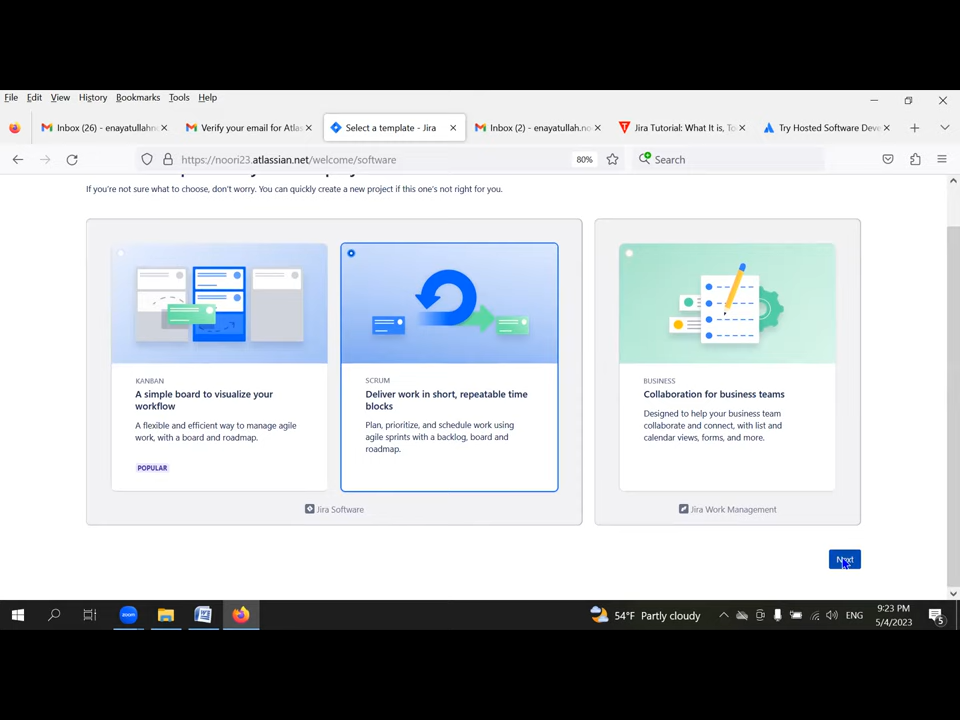 File Edit View History Bookmarks Tools Help
Inbox (26) - enayatullahn
Verify your email for Atlas
Select a template - Jira
Inbox (2) - enayatullah.no
Jira Tutorial: What It is, To
Try Hosted Software Deve
https://noori23.atlassian.net/welcome/software
80%
Search
If you're not sure what to choose, don't worry. You can quickly create a new project if this one's not right for you.
KANBAN
A simple board to visualize your
workflow
A flexible and efficient way to manage agile
work, with a board and roadmap.
POPULAR
SCRUM
Deliver work in short, repeatable time
blocks
Plan, prioritize, and schedule work using
agile sprints with a backlog, board and
roadmap.
Jira Software
BUSINESS
Collaboration for business teams
Designed to help your business team
collaborate and connect, with list and
calendar views, forms, and more.
Jira Work Management
Next
zoom
54°F Partly cloudy
ENG
9:23 PM
5/4/2023
5